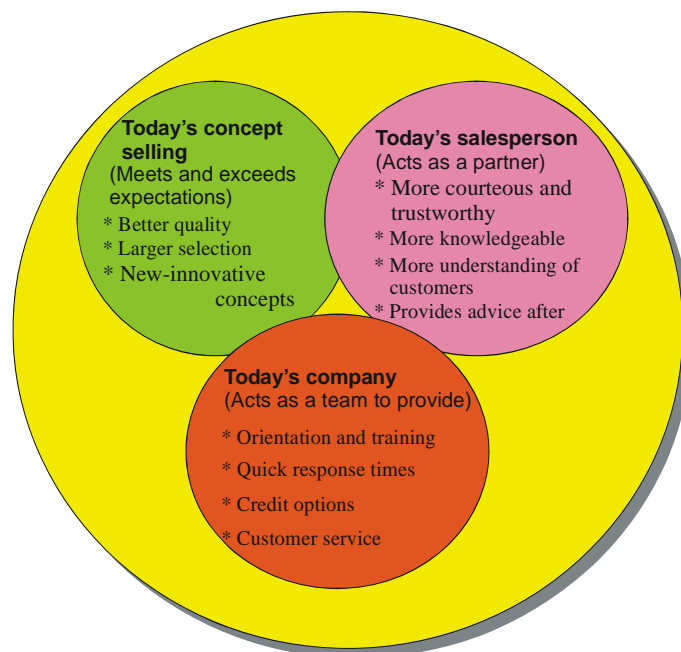 Today's concept
selling
(Meets and exceeds
expectations)
* Better quality
* Larger selection
* New-innovative
concepts
Today's salesperson
(Acts as a partner)
* More courteous and
trustworthy
* More knowledgeable
* More understanding of
customers
* Provides advice after
Today's company
(Acts as a team to provide)
* Orientation and training
* Quick response times
* Credit options
* Customer service